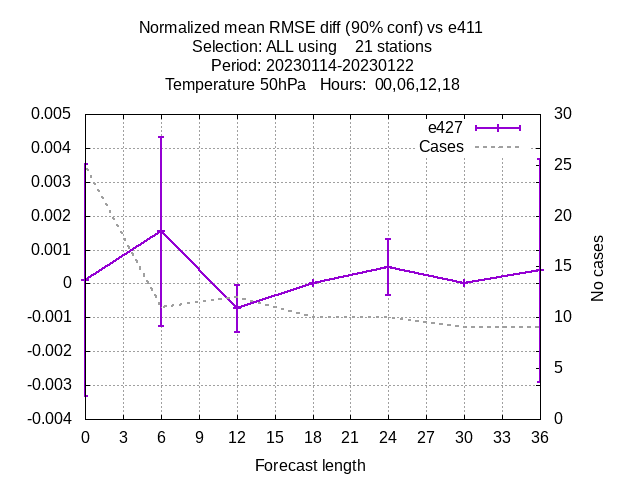 Normalized mean RMSE diff (90% conf) vs e411
Selection: ALL using    21 stations
Period: 20230114-20230122
Temperature 50hPa   Hours:  00,06,12,18
0.005
0.004
0.003
0.002
0.001
0
-0.001
-0.002
-0.003
-0.004
e427
Cases
30
25
20
15
10
5
0
No cases
0 3 6 9 12 15 18 21 24 27 30 33 36
Forecast length